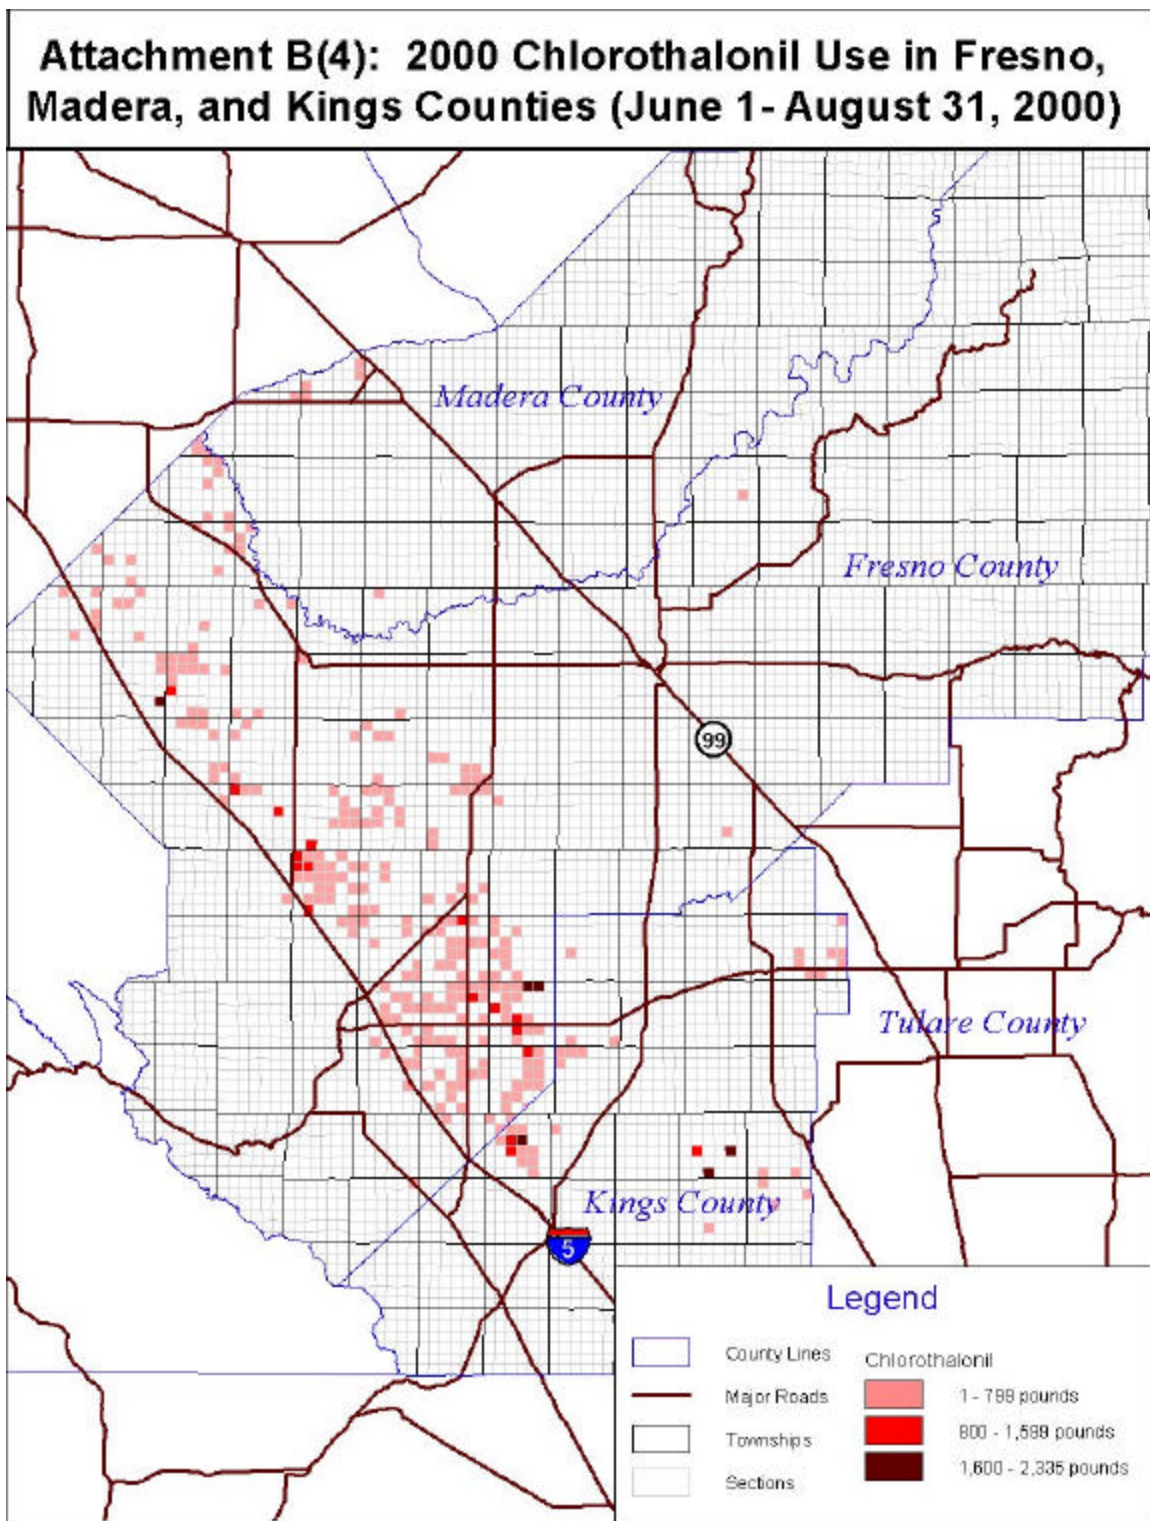 Attachment B(4): 2000 Chlorothalonil Use in Fresno,
Madera, and Kings Counties (June 1- August 31, 2000)
Madera County
Fresno County
99
Tulare County
Kings County
5
Legend
County Lines
Major Roads
Townships
Sections
Chlorothalonil
1 - 799 pounds
800 - 1,599 pounds
1,600 - 2,335 pounds